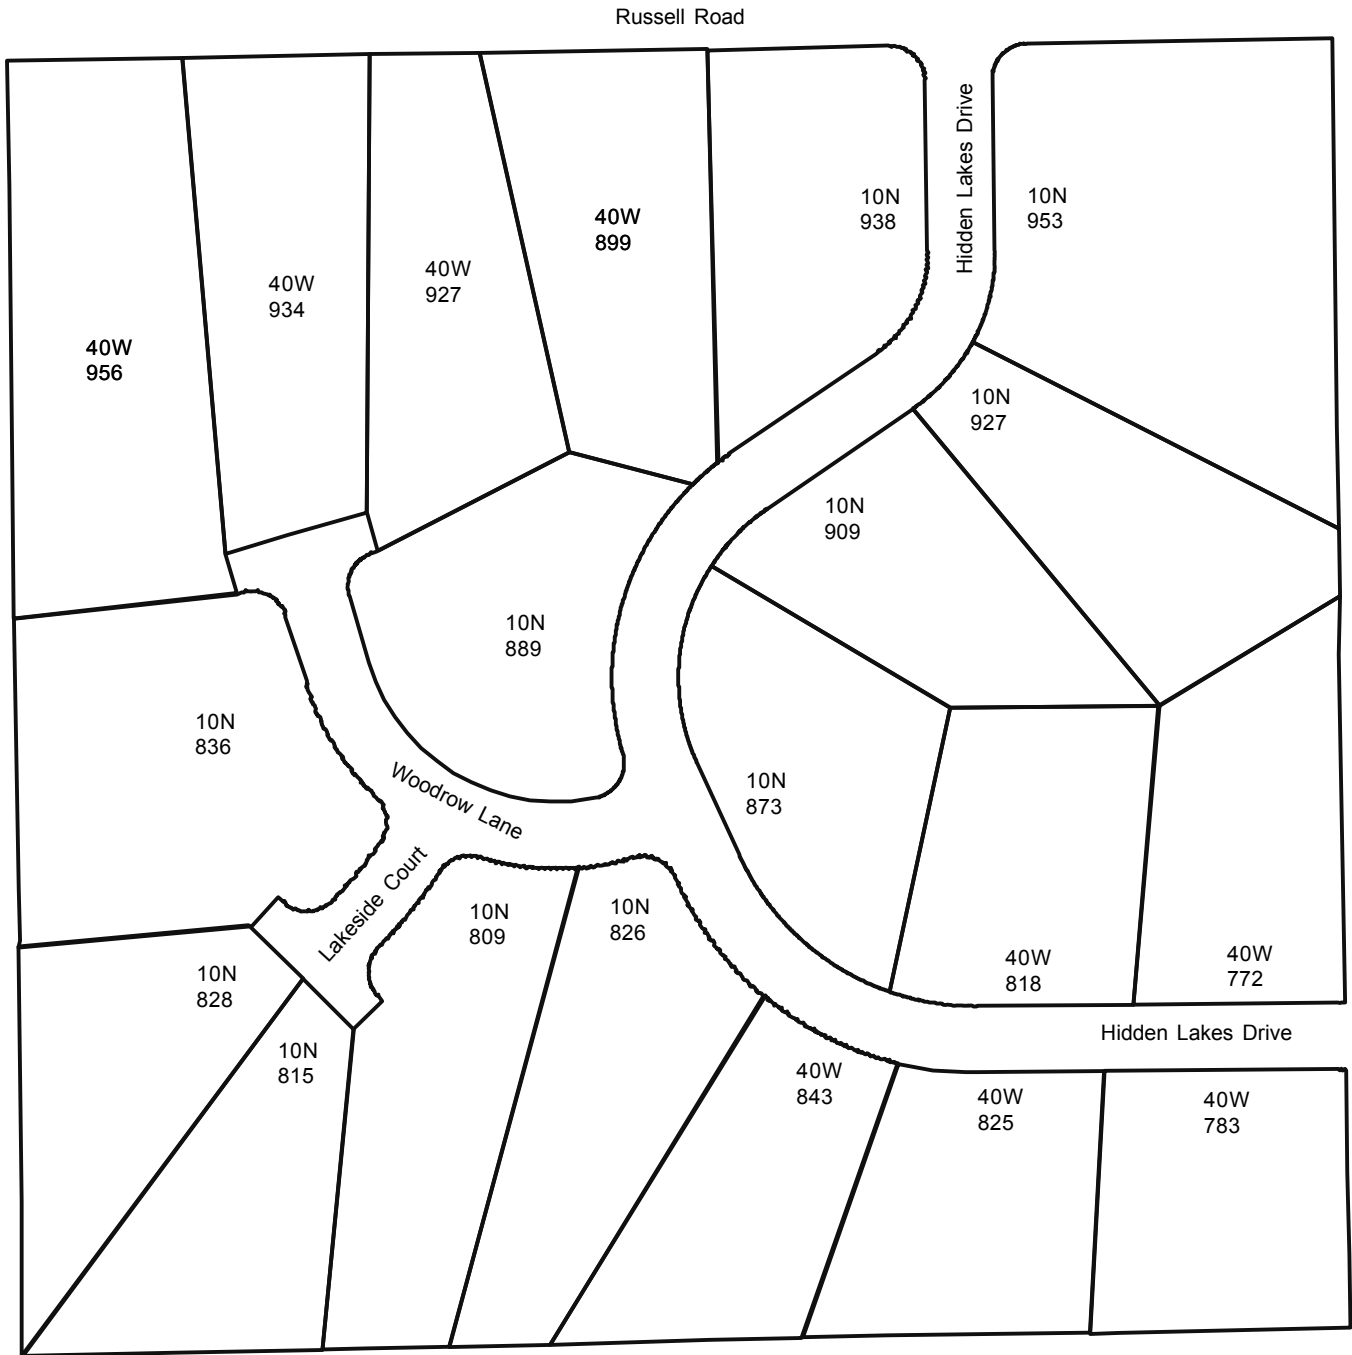 Russell Road
Hidden Lakes Drive
10N
938
10N
953
40W
899
40W
927
40W
934
40W
956
10N
927
10N
909
10N
889
10N
836
10N
873
Woodrow Lane
Lakeside Court
10N
809
10N
826
40W
818
40W
772
10N
828
Hidden Lakes Drive
10N
815
40W
843
40W
825
40W
783